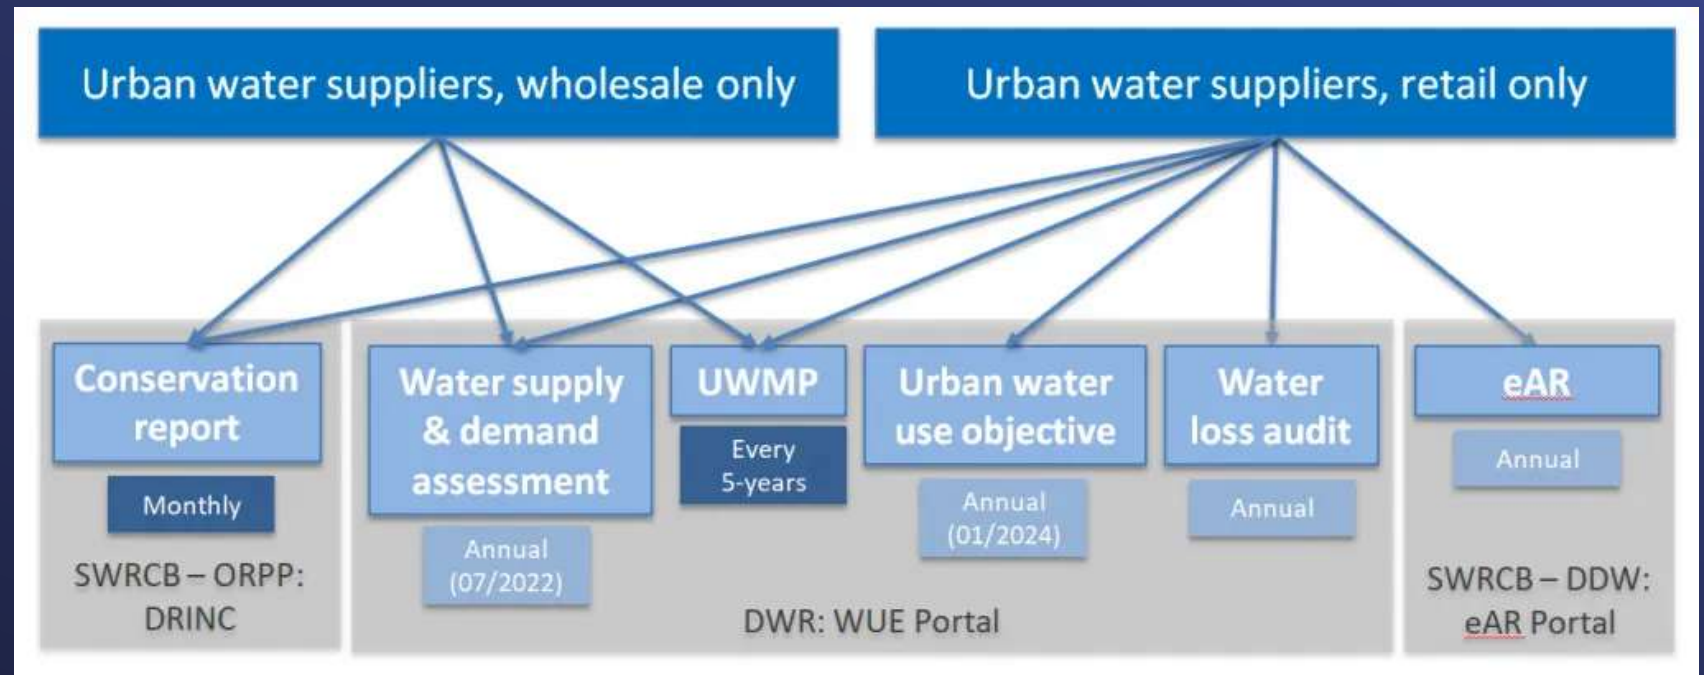 Urban water suppliers, wholesale only
Urban water suppliers, retail only
Conservation
report
Monthly
SWRCB – ORPP:
DRINC
Water supply
& demand
assessment
Annual
(07/2022)
UWMP
Every
5-years
Urban water
use objective
Annual
(01/2024)
Water
loss audit
Annual
DWR: WUE Portal
eAR
Annual
SWRCB – DDW:
eAR Portal